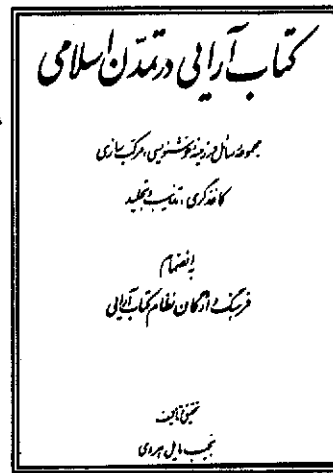 کتاب آرایی در تمدّن اسلامی
مجموعه رسائل در زمینه خوشنویسی، مرکب سازی
کاغذگری، تذهیب و تجلید
به انضمام
فرهنگ واژگان نظام کتاب آرایی
تحقیق و تألیف
نجیب مایل هروی